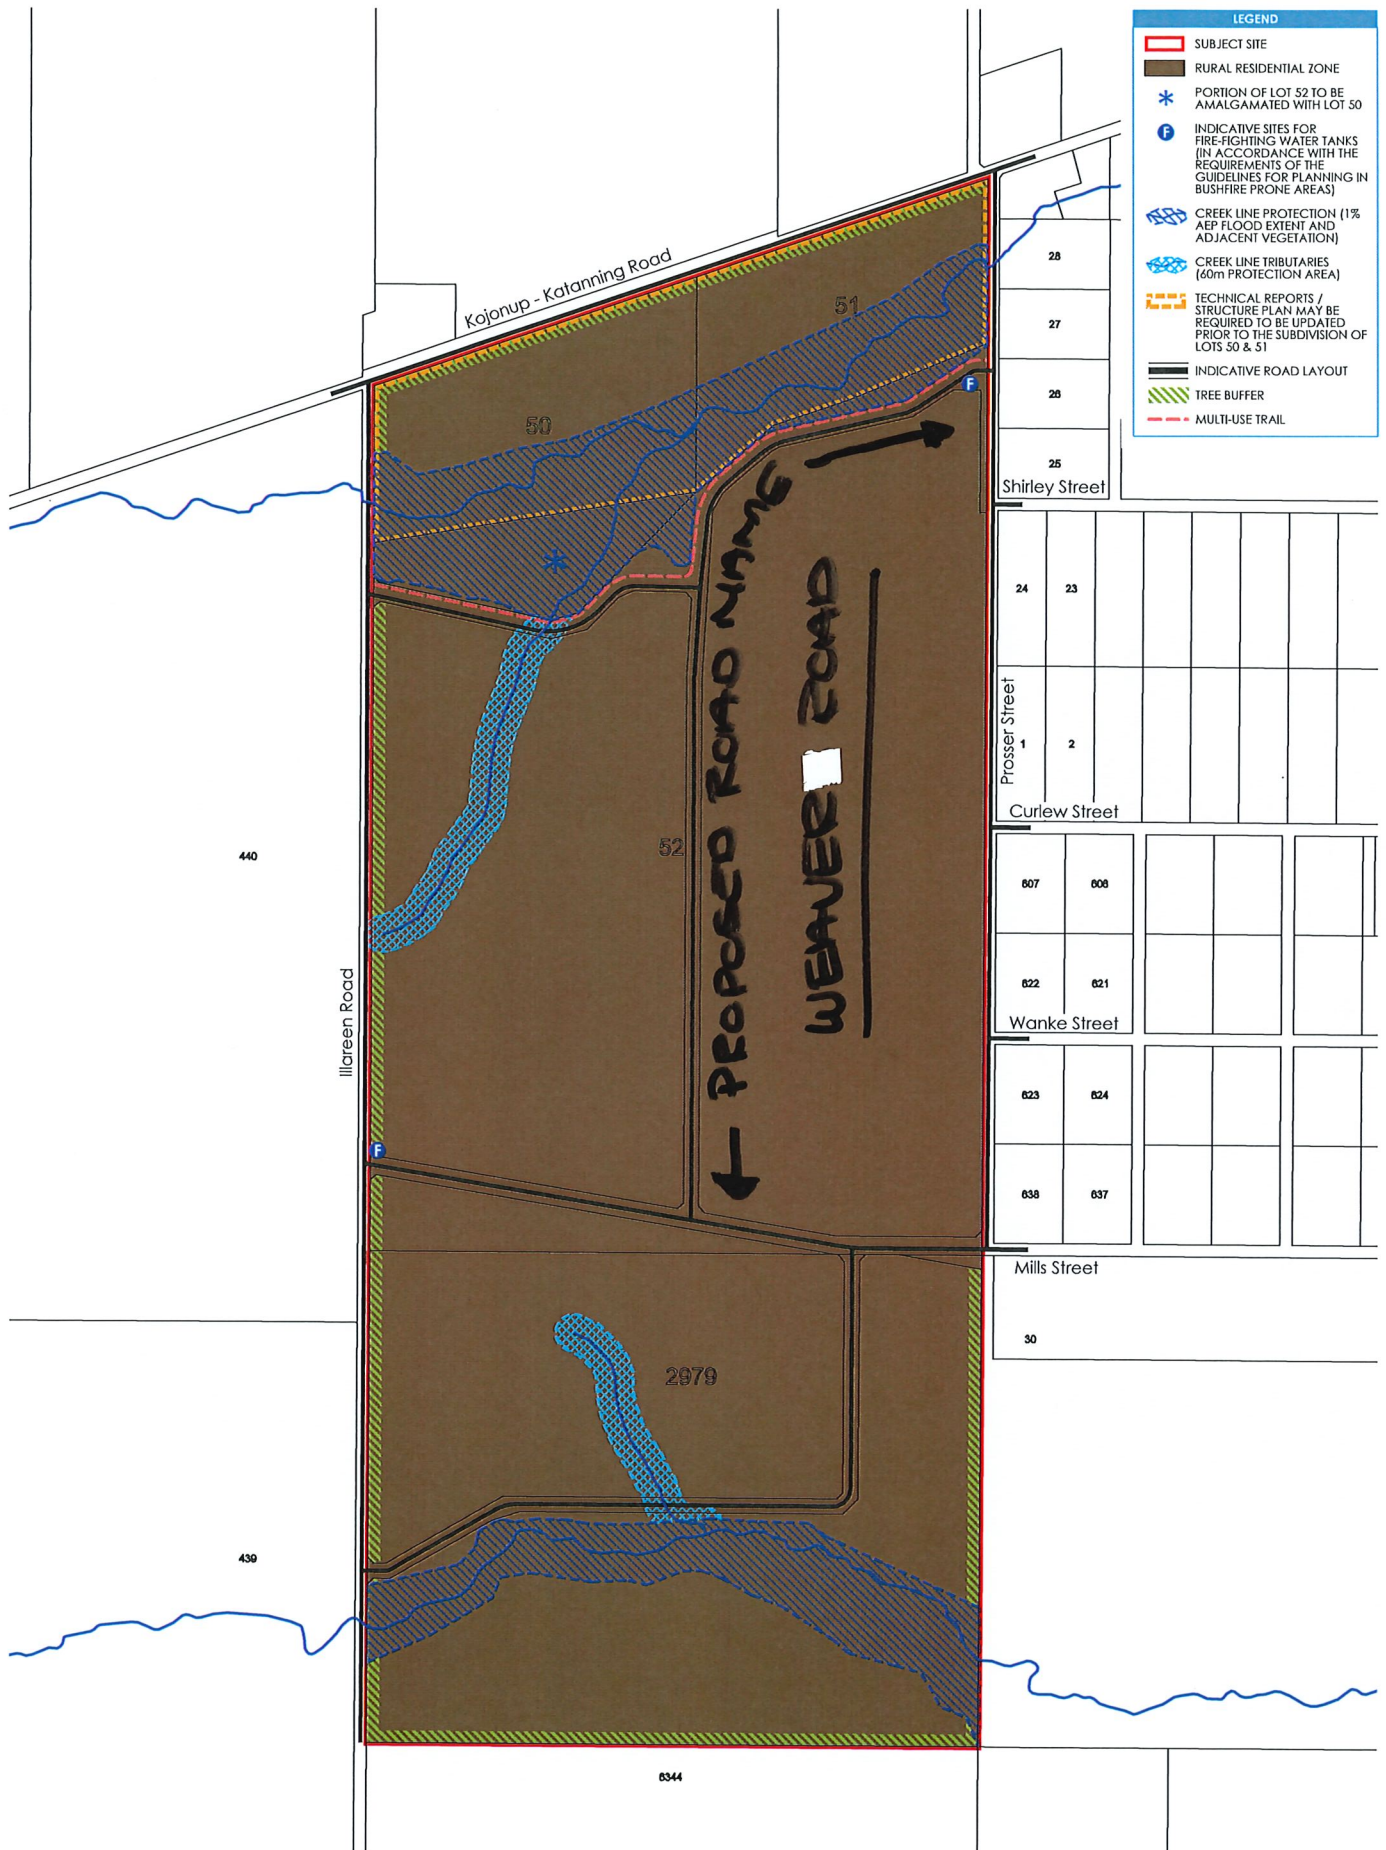 LEGEND
SUBJECT SITE
RURAL RESIDENTIAL ZONE
PORTION OF LOT 52 TO BE
AMALGAMATED WITH LOT 50
F
INDICATIVE SITES FOR
FIRE-FIGHTING WATER TANKS
(IN ACCORDANCE WITH THE
REQUIREMENTS OF THE
GUIDELINES FOR PLANNING IN
BUSHFIRE PRONE AREAS)
CREEK LINE PROTECTION (1%
AEP FLOOD EXTENT AND
ADJACENT VEGETATION)
CREEK LINE TRIBUTARIES
(60m PROTECTION AREA)
TECHNICAL REPORTS /
STRUCTURE PLAN MAY BE
REQUIRED TO BE UPDATED
PRIOR TO THE SUBDIVISION OF
LOTS 50 & 51
INDICATIVE ROAD LAYOUT
TREE BUFFER
MULTI-USE TRAIL
Kojonup - Katanning Road
51
50
28
27
26
25
F
Shirley Street
24
23
Prosser Street
1
2
Curlew Street
PROPOSED ROAD NAME
WEAVER ROAD
52
440
607
608
622
621
Wanke Street
Illareen Road
623
624
638
637
F
Mills Street
30
2979
439
6344